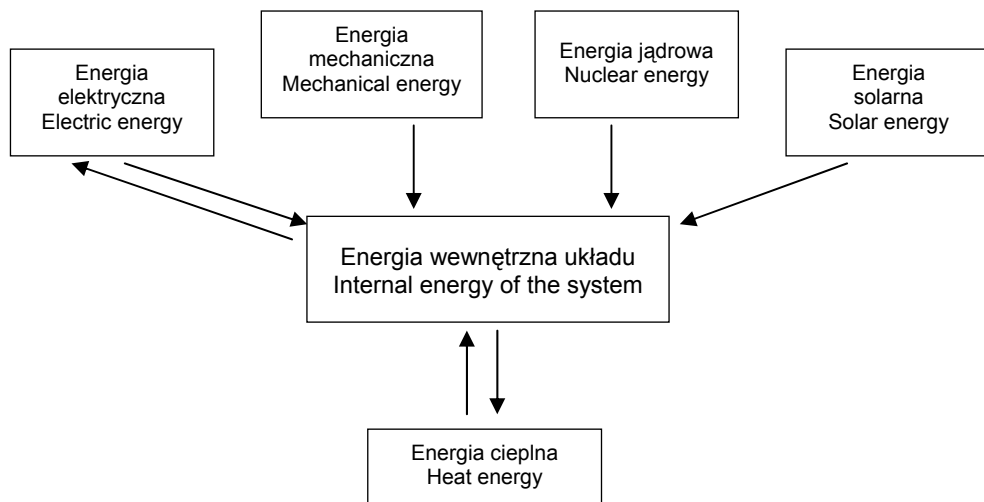 Energia
elektryczna
Electric energy
Energia
mechaniczna
Mechanical energy
Energia jądrowa
Nuclear energy
Energia
solarna
Solar energy
Energia wewnętrzna układu
Internal energy of the system
Energia cieplna
Heat energy